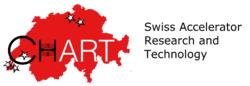 CHART
Swiss Accelerator
Research and
Technology